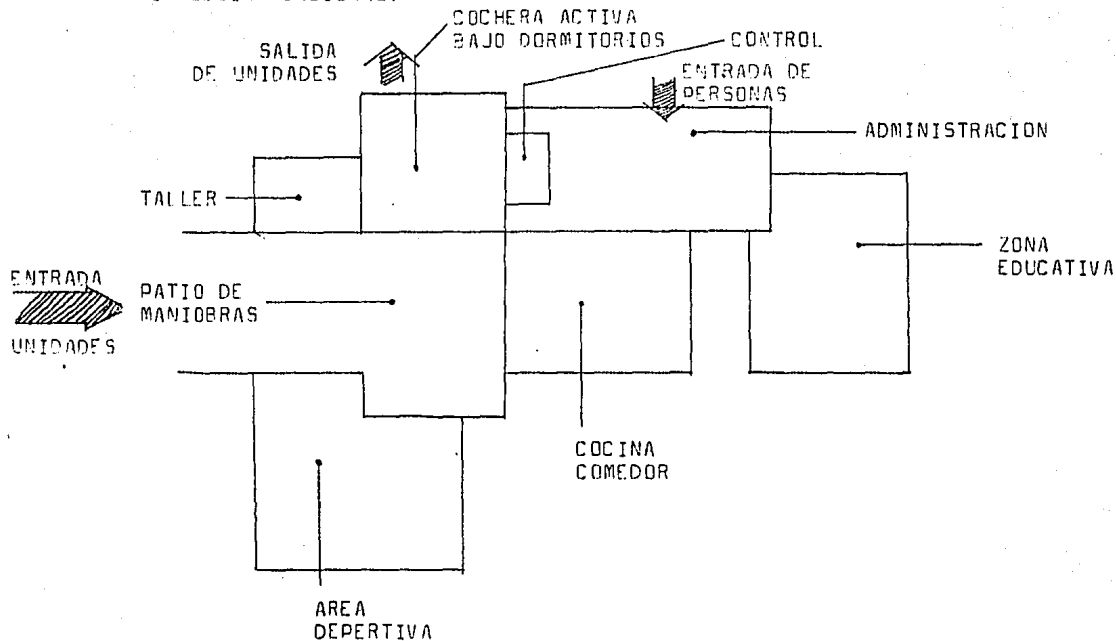 COCHERA ACTIVA
BAJO DORMITORIOS
CONTROL
SALIDA
DE UNIDADES
ENTRADA DE
PERSONAS
ADMINISTRACION
TALLER
ZONA
EDUCATIVA
ENTRADA
UNIDADES
PATIO DE
MANIOBRAS
COCINA
COMEDOR
AREA
DEPERTIVA